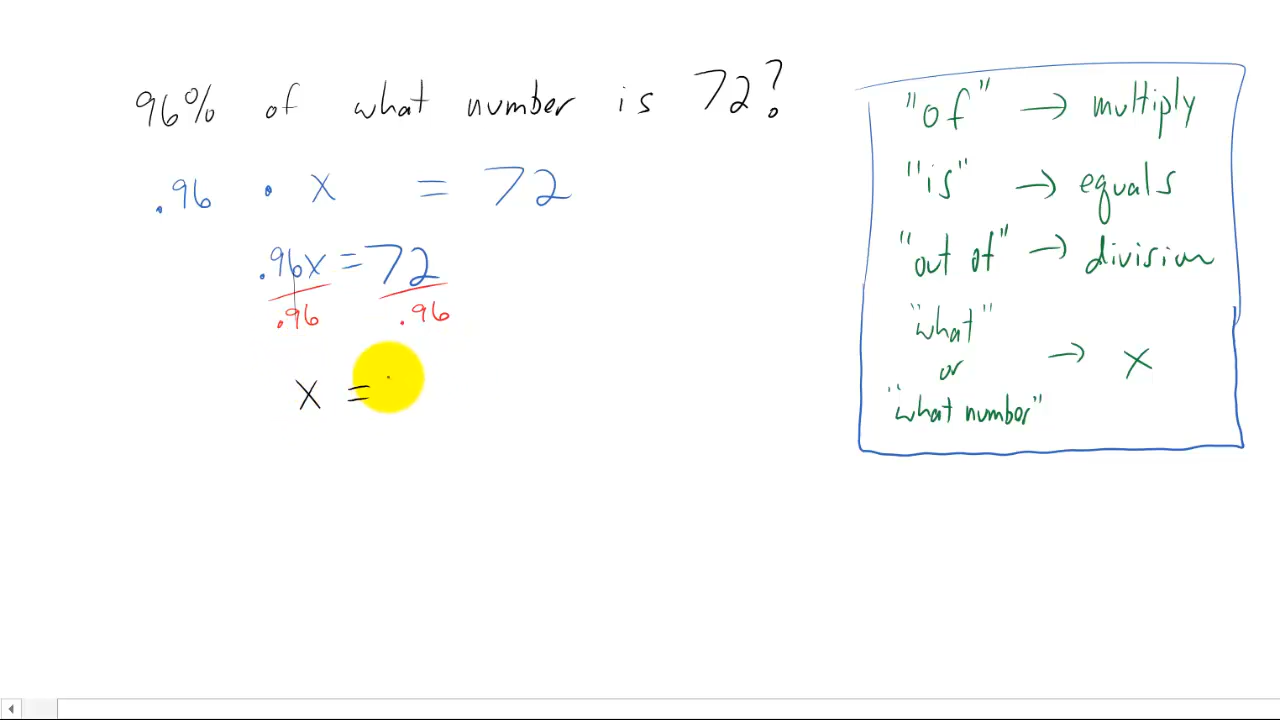 96% of what number is 72?
.96 · x = 72
.96x = 72
.96 .96
x =
"of" → multiply
"is" → equals
"out of" → division
"what"
or → x
"what number"